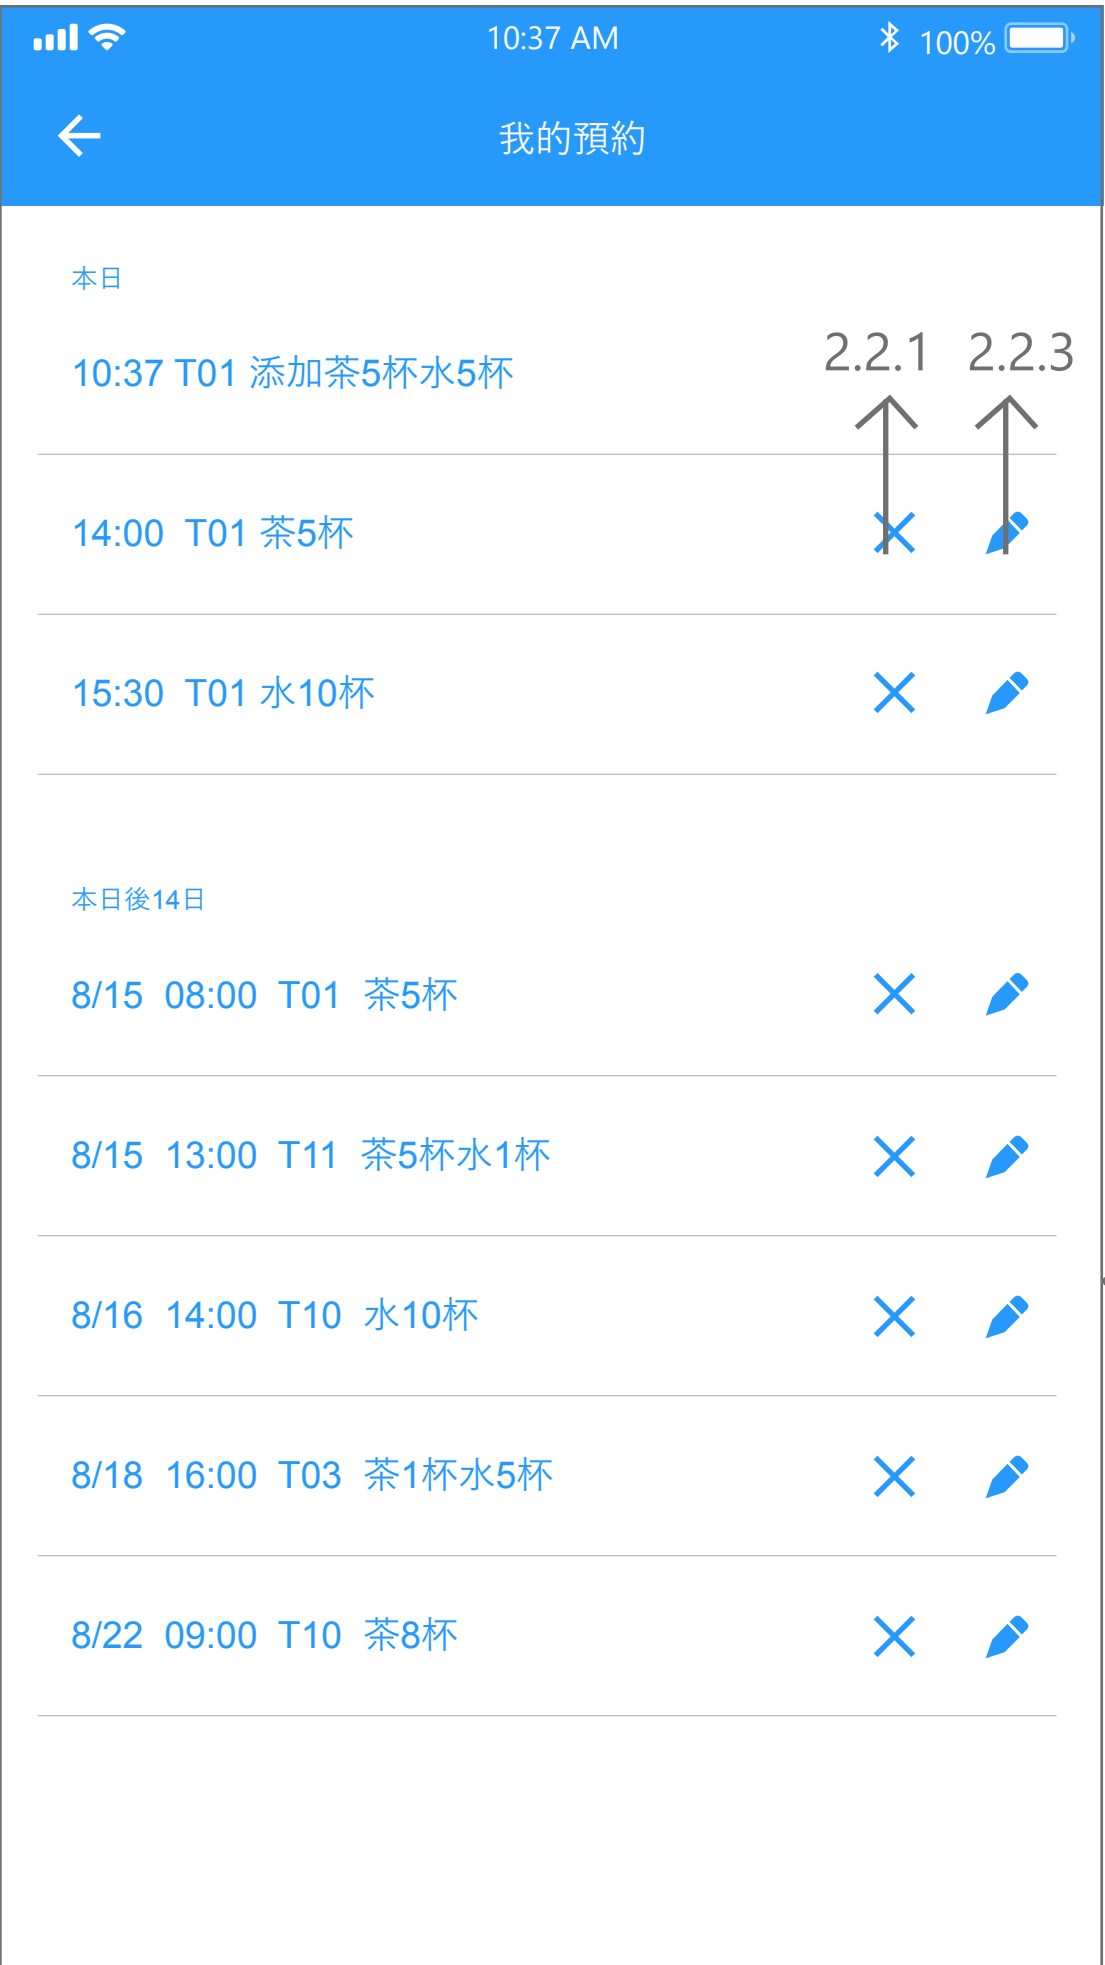 10:37 AM 100%
我的預約
本日
2.2.1 2.2.3
10:37 T01 添加茶5杯水5杯
14:00 T01 茶5杯
15:30 T01 水10杯
本日後14日
8/15 08:00 T01 茶5杯
8/15 13:00 T11 茶5杯水1杯
8/16 14:00 T10 水10杯
8/18 16:00 T03 茶1杯水5杯
8/22 09:00 T10 茶8杯